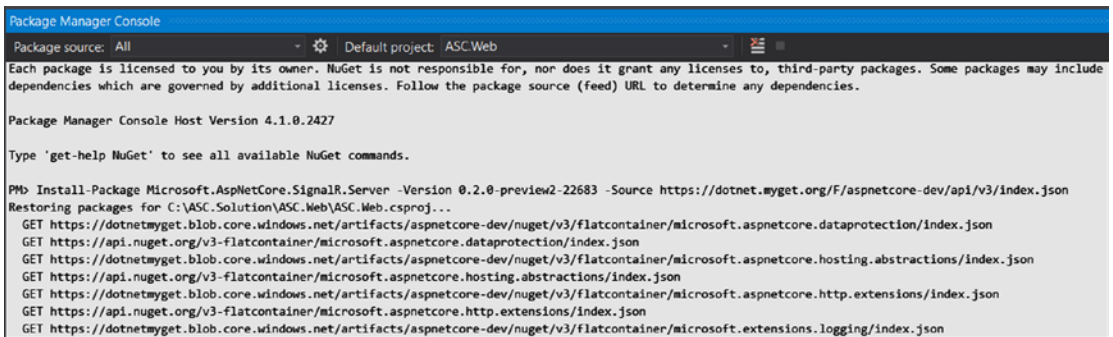 Package Manager Console
Package source: All Default project: ASC.Web
Each package is licensed to you by its owner. NuGet is not responsible for, nor does it grant any licenses to, third-party packages. Some packages may include
dependencies which are governed by additional licenses. Follow the package source (feed) URL to determine any dependencies.
Package Manager Console Host Version 4.1.0.2427
Type 'get-help NuGet' to see all available NuGet commands.
PM> Install-Package Microsoft.AspNetCore.SignalR.Server -Version 0.2.0-preview2-22683 -Source https://dotnet.myget.org/F/aspnetcore-dev/api/v3/index.json
Restoring packages for C:\ASC.Solution\ASC.Web\ASC.Web.csproj...
GET https://dotnetmyget.blob.core.windows.net/artifacts/aspnetcore-dev/nuget/v3/flatcontainer/microsoft.aspnetcore.dataprotection/index.json
GET https://api.nuget.org/v3-flatcontainer/microsoft.aspnetcore.dataprotection/index.json
GET https://dotnetmyget.blob.core.windows.net/artifacts/aspnetcore-dev/nuget/v3/flatcontainer/microsoft.aspnetcore.hosting.abstractions/index.json
GET https://api.nuget.org/v3-flatcontainer/microsoft.aspnetcore.hosting.abstractions/index.json
GET https://dotnetmyget.blob.core.windows.net/artifacts/aspnetcore-dev/nuget/v3/flatcontainer/microsoft.aspnetcore.http.extensions/index.json
GET https://api.nuget.org/v3-flatcontainer/microsoft.aspnetcore.http.extensions/index.json
GET https://dotnetmyget.blob.core.windows.net/artifacts/aspnetcore-dev/nuget/v3/flatcontainer/microsoft.extensions.logging/index.json